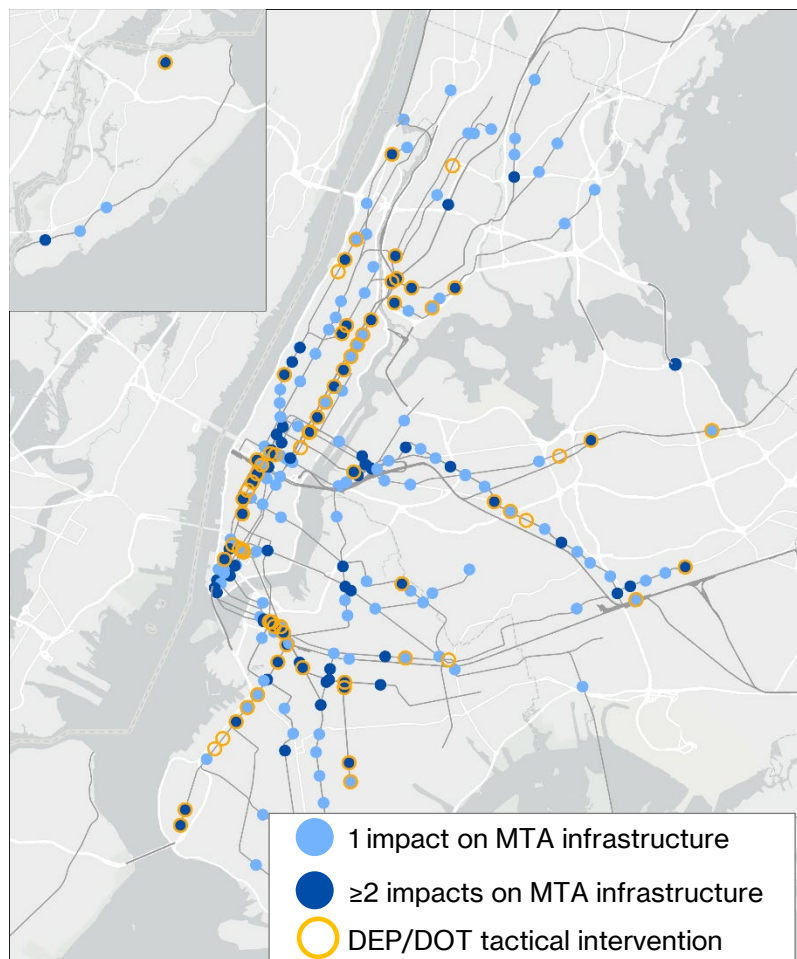 1 impact on MTA infrastructure
≥2 impacts on MTA infrastructure
DEP/DOT tactical intervention